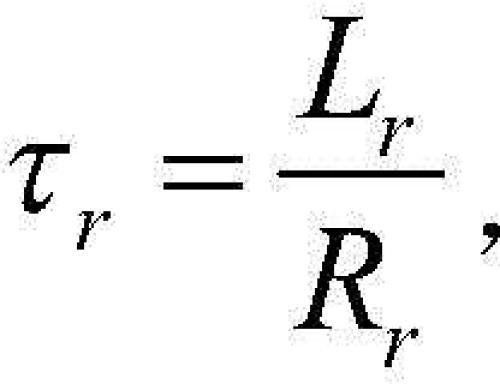 τ_r = L_r / R_r,